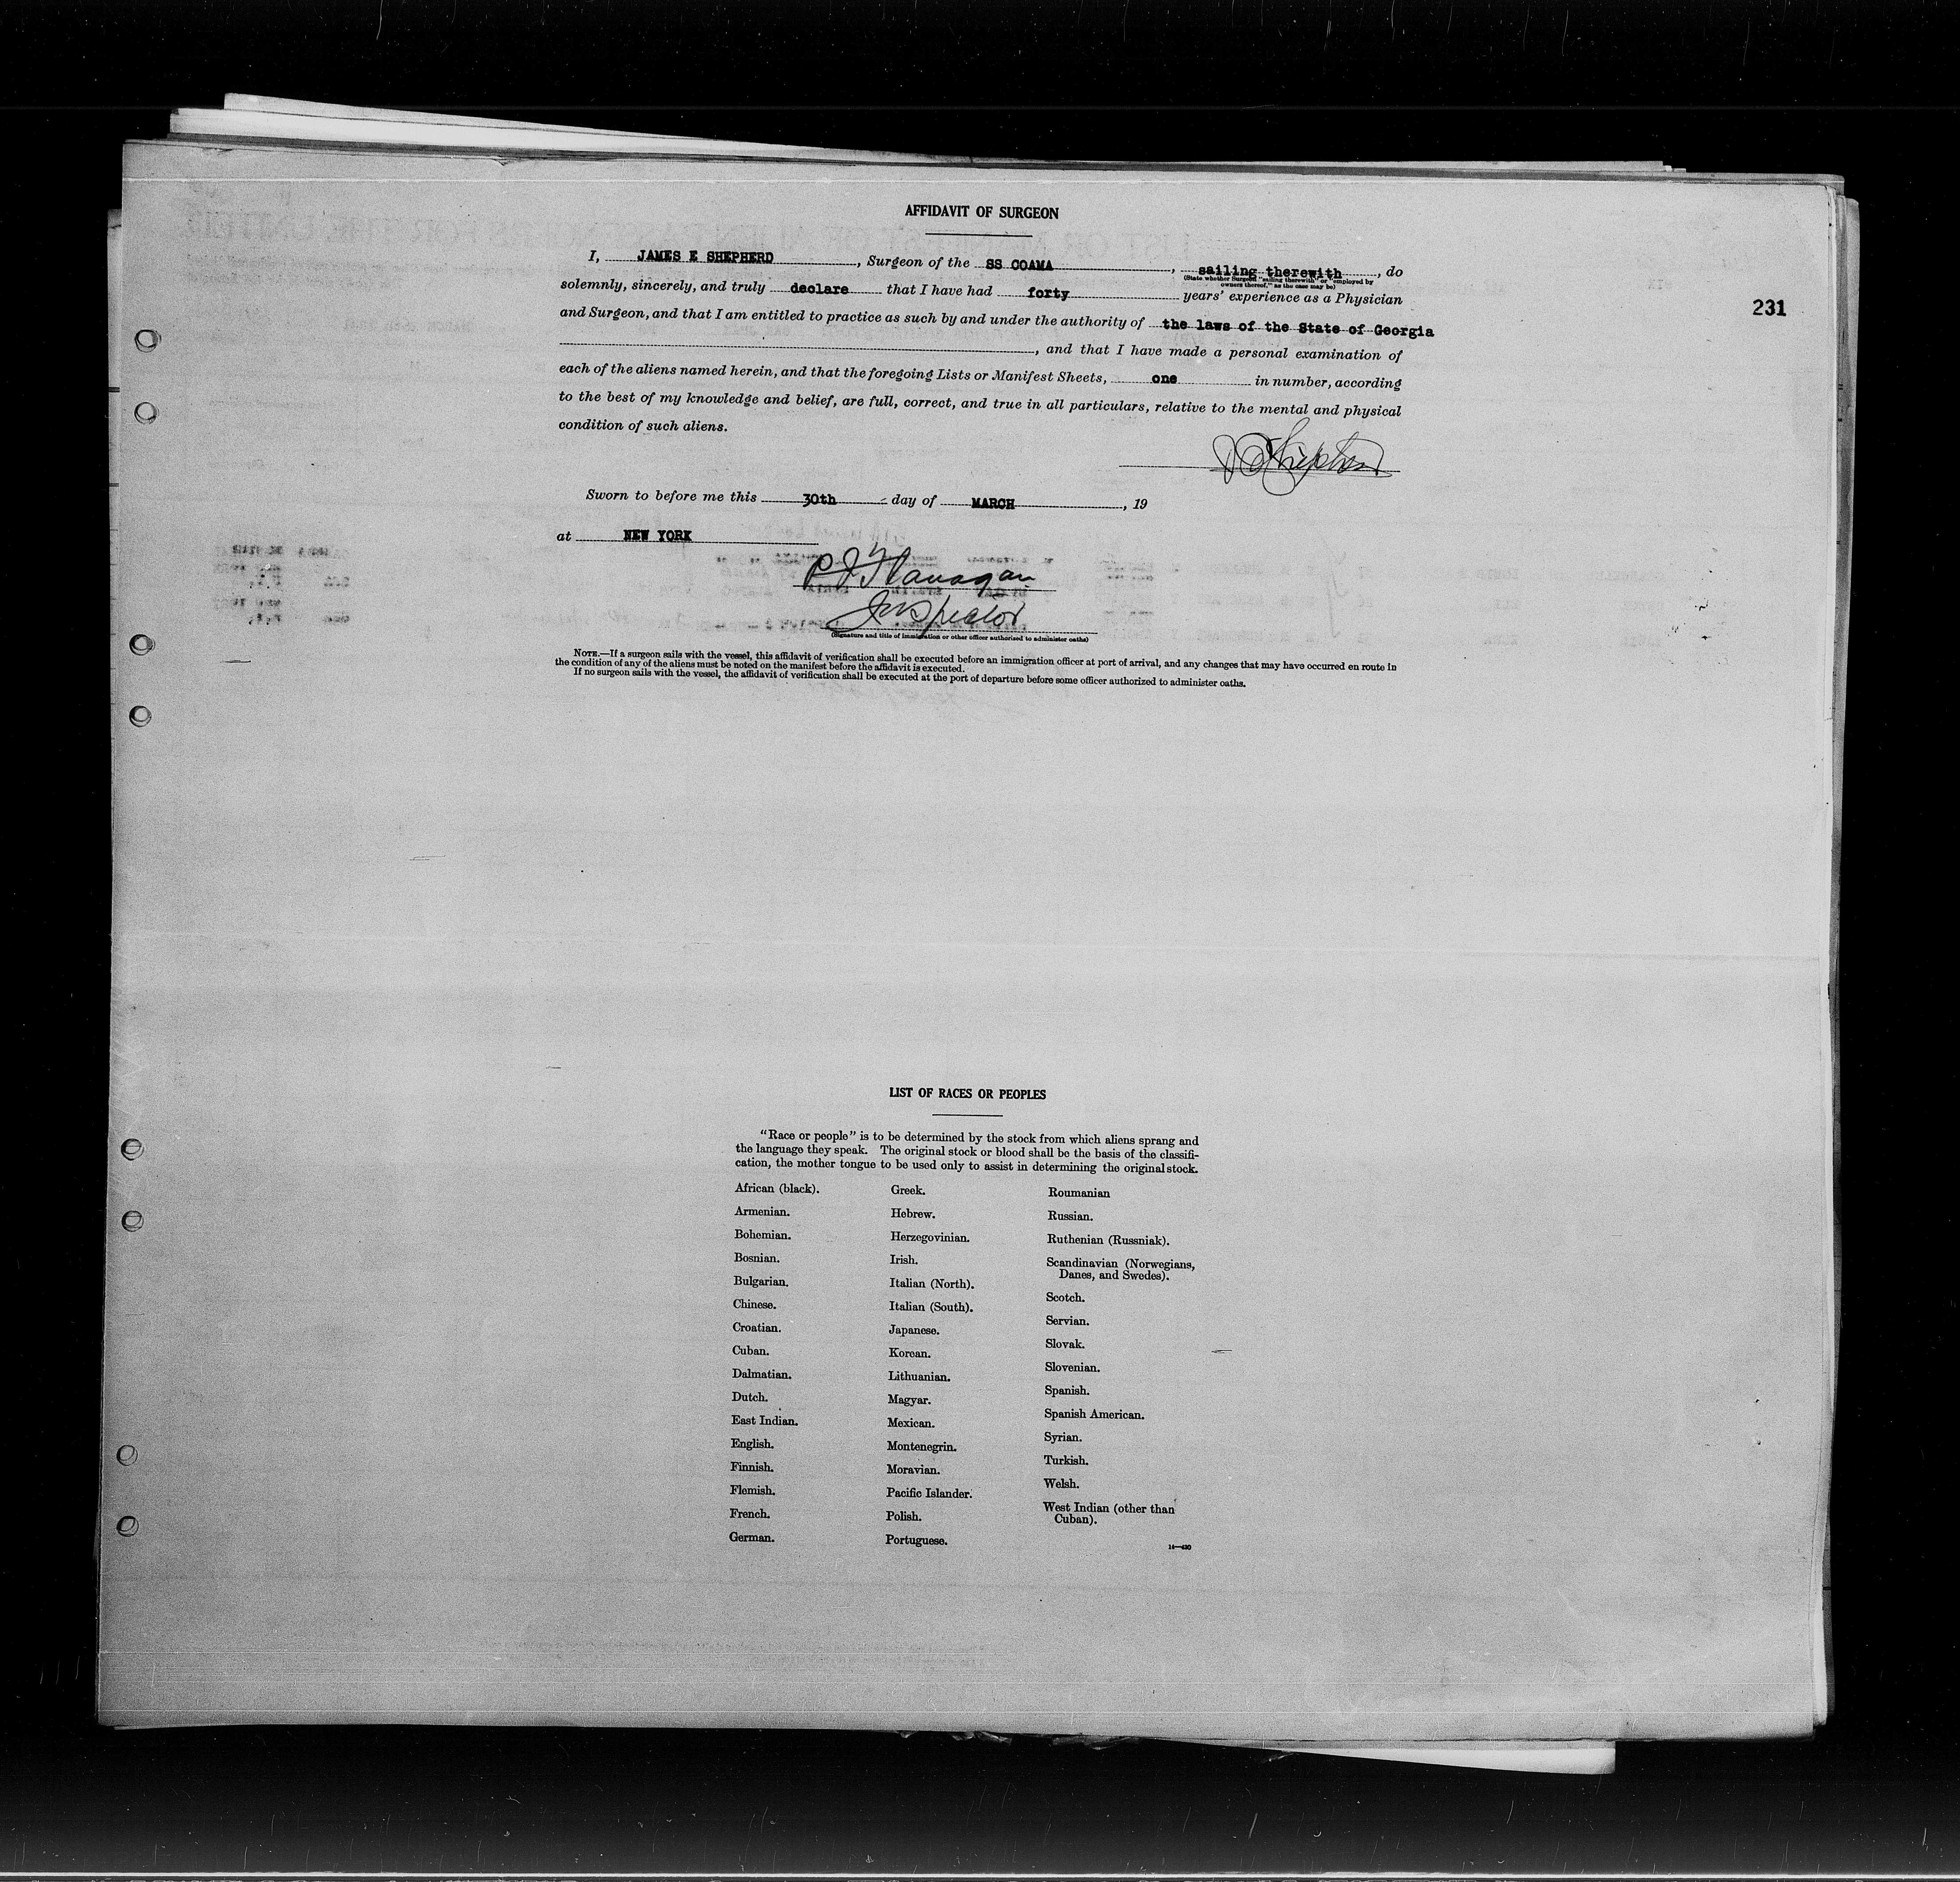 AFFIDAVIT OF SURGEON
231
I, JAMES E SHEPHERD, Surgeon of the SS COAMA, sailing therewith, do
(State whether Surgeon "sailing therewith" or "employed by
owners thereof," as the case may be)
solemnly, sincerely, and truly declare that I have had forty years' experience as a Physician
and Surgeon, and that I am entitled to practice as such by and under the authority of the laws of the State of Georgia
, and that I have made a personal examination of
each of the aliens named herein, and that the foregoing Lists or Manifest Sheets, one in number, according
to the best of my knowledge and belief, are full, correct, and true in all particulars, relative to the mental and physical
condition of such aliens.
J E Shepherd
Sworn to before me this 30th day of MARCH, 19
at NEW YORK
P J Flanagan
Inspector
(Signature and title of immigration or other officer authorized to administer oaths)
NOTE.—If a surgeon sails with the vessel, this affidavit of verification shall be executed before an immigration officer at port of arrival, and any changes that may have occurred en route in
the condition of any of the aliens must be noted on the manifest before the affidavit is executed.
If no surgeon sails with the vessel, the affidavit of verification shall be executed at the port of departure before some officer authorized to administer oaths.
LIST OF RACES OR PEOPLES
"Race or people" is to be determined by the stock from which aliens sprang and
the language they speak. The original stock or blood shall be the basis of the classifi-
cation, the mother tongue to be used only to assist in determining the original stock.
African (black).
Armenian.
Bohemian.
Bosnian.
Bulgarian.
Chinese.
Croatian.
Cuban.
Dalmatian.
Dutch.
East Indian.
English.
Finnish.
Flemish.
French.
German.
Greek.
Hebrew.
Herzegovinian.
Irish.
Italian (North).
Italian (South).
Japanese.
Korean.
Lithuanian.
Magyar.
Mexican.
Montenegrin.
Moravian.
Pacific Islander.
Polish.
Portuguese.
Roumanian
Russian.
Ruthenian (Russniak).
Scandinavian (Norwegians,
Danes, and Swedes).
Scotch.
Servian.
Slovak.
Slovenian.
Spanish.
Spanish American.
Syrian.
Turkish.
Welsh.
West Indian (other than
Cuban).
14—430